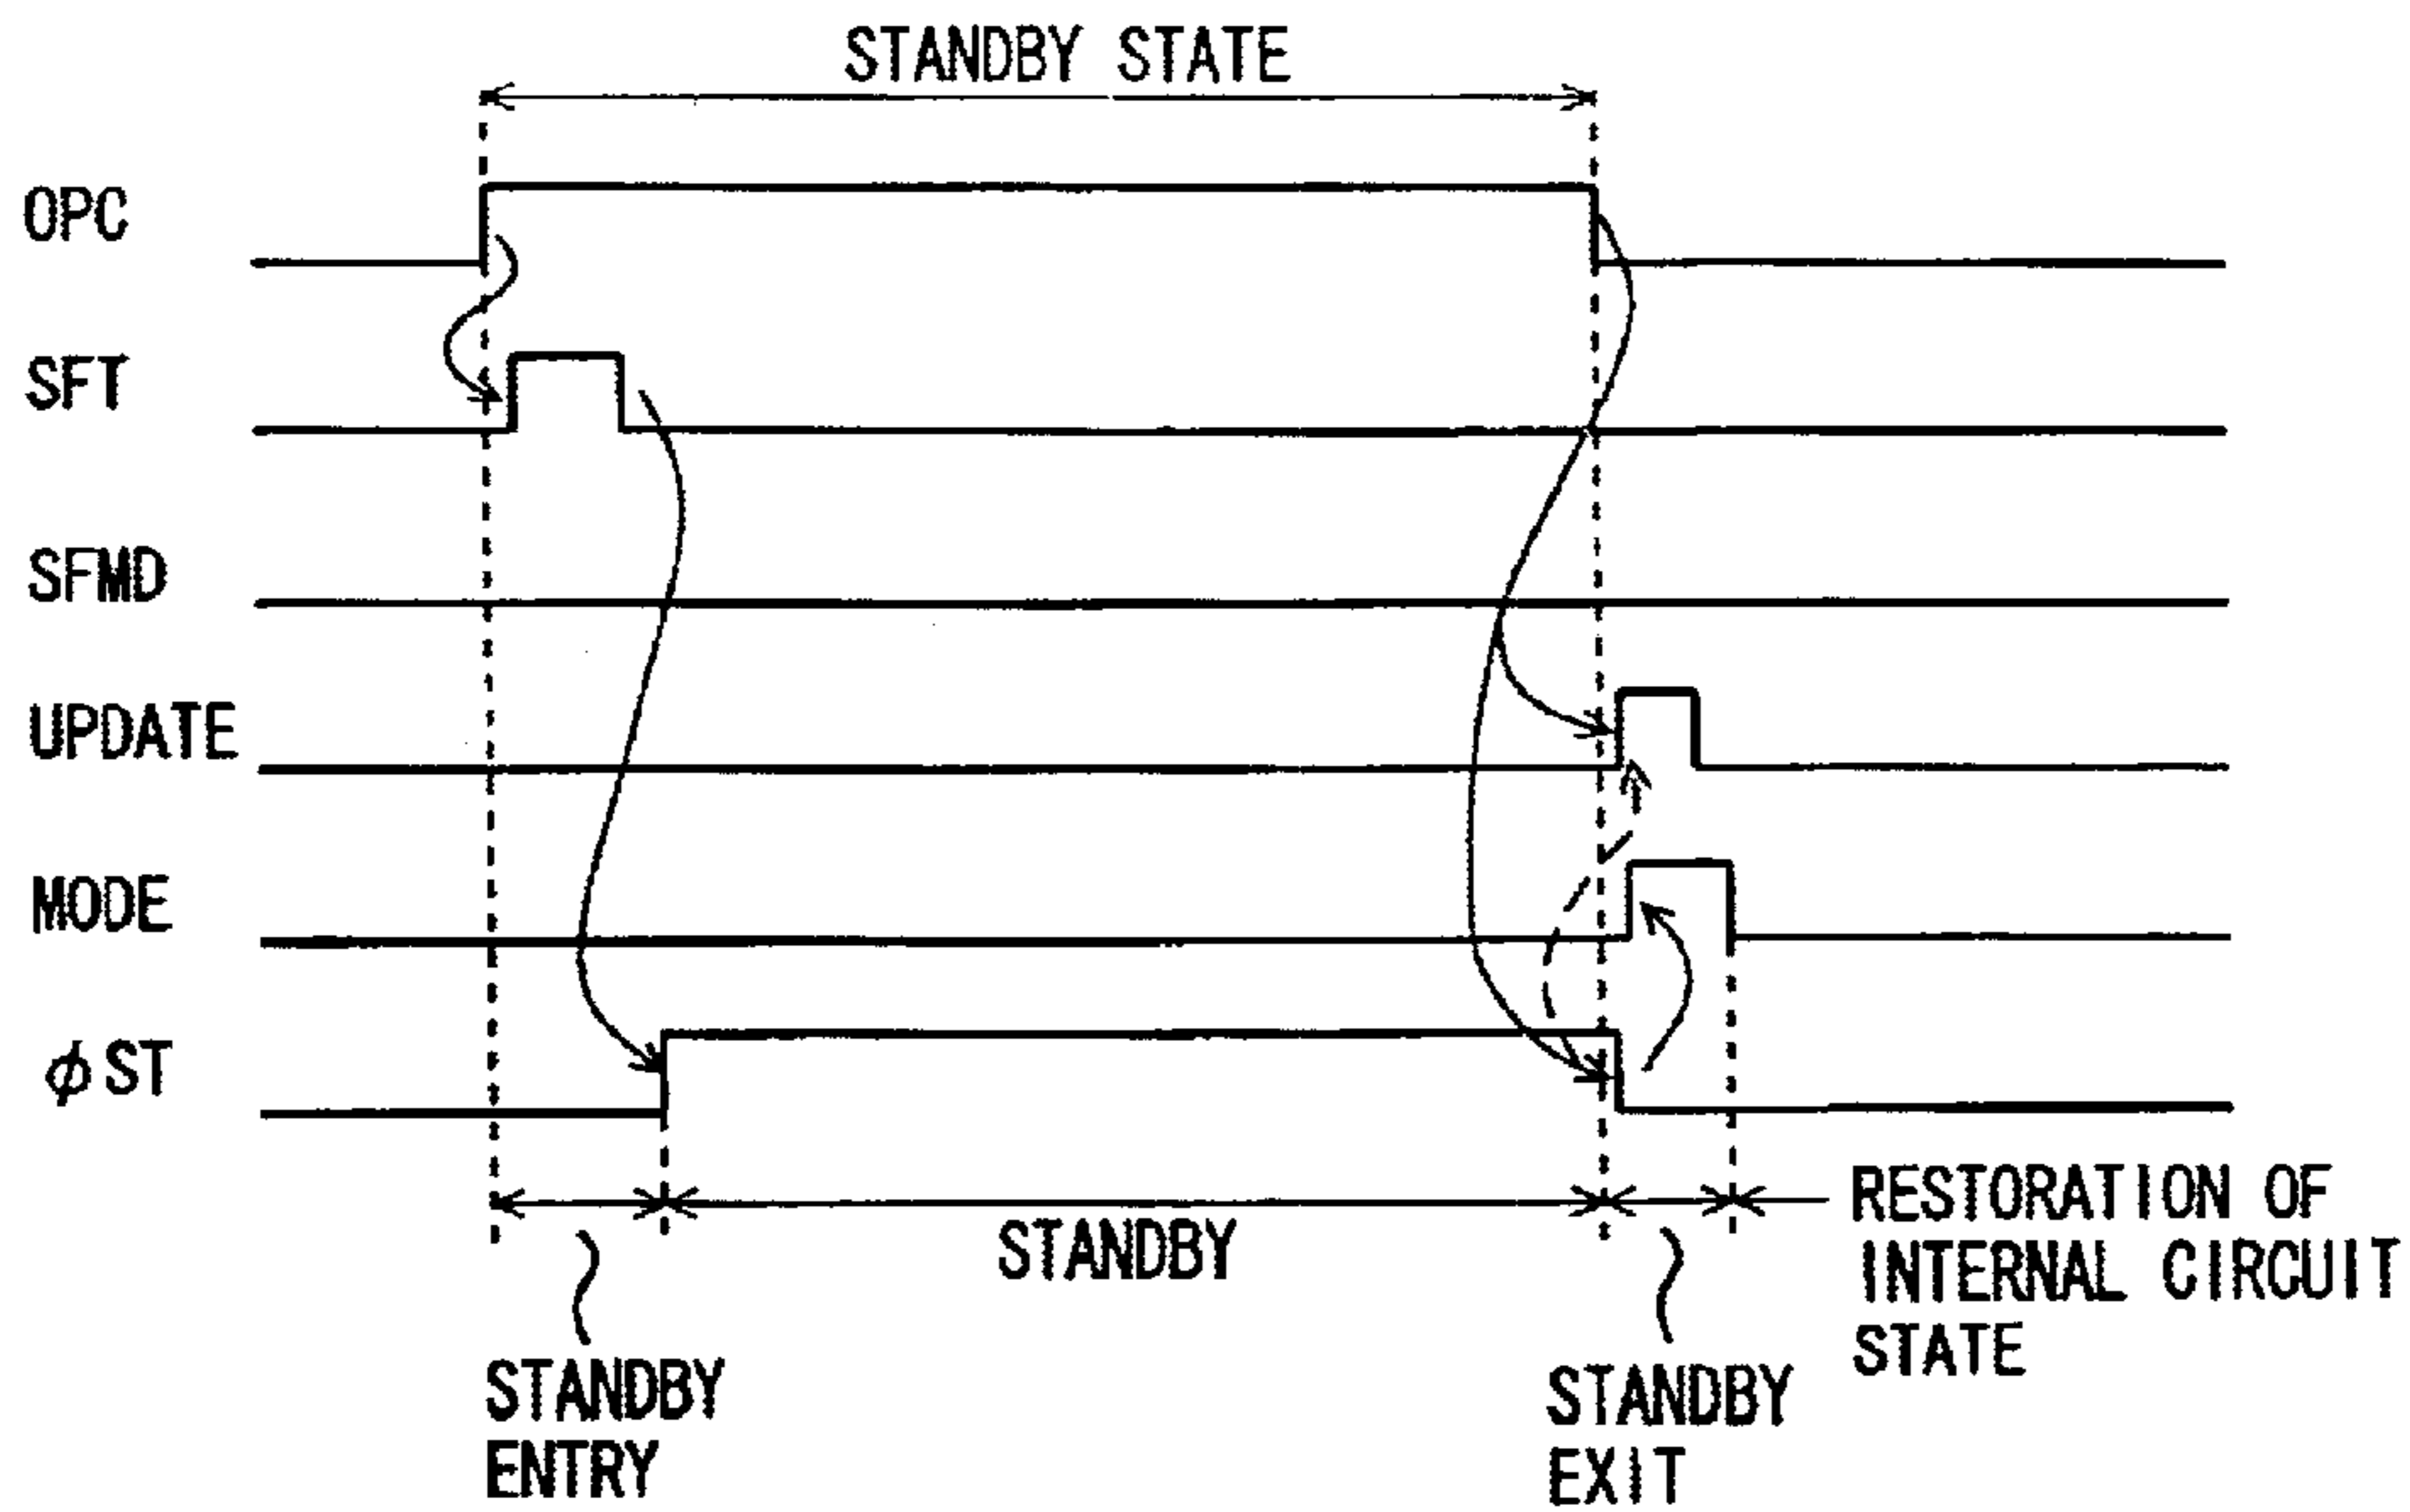 STANDBY STATE
OPC
SFT
SFMD
UPDATE
MODE
φST
STANDBY
RESTORATION OF
INTERNAL CIRCUIT
STATE
STANDBY
ENTRY
STANDBY
EXIT